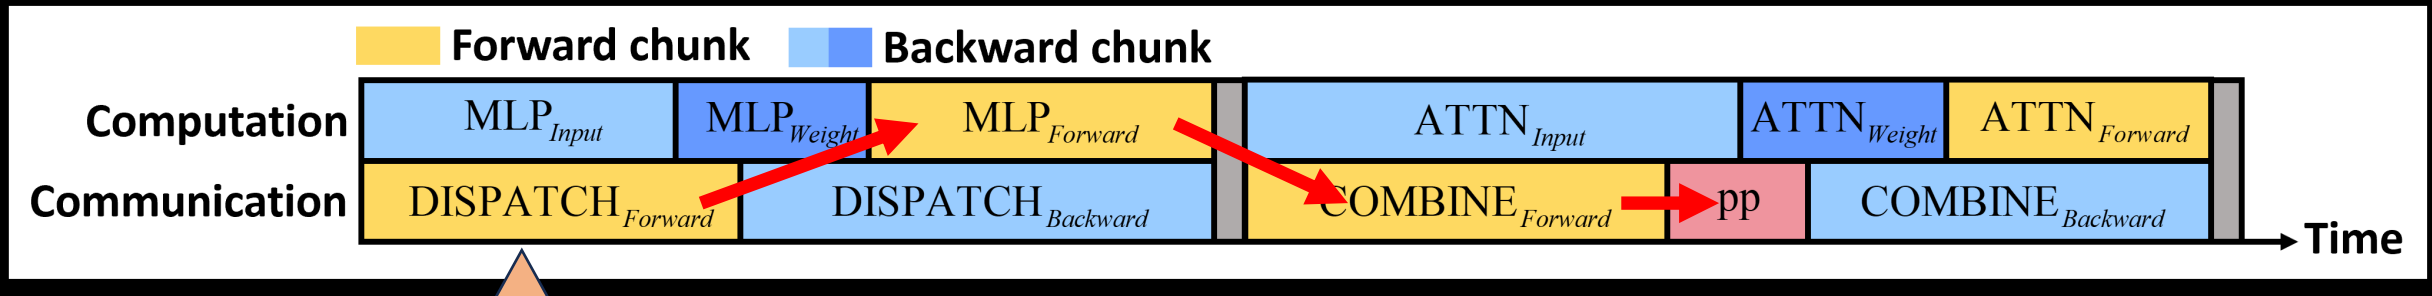 Forward chunk Backward chunk
Computation MLP Input MLP Weight MLP Forward ATTN Input ATTN Weight ATTN Forward
Communication DISPATCH Forward DISPATCH Backward COMBINE Forward pp COMBINE Backward
Time